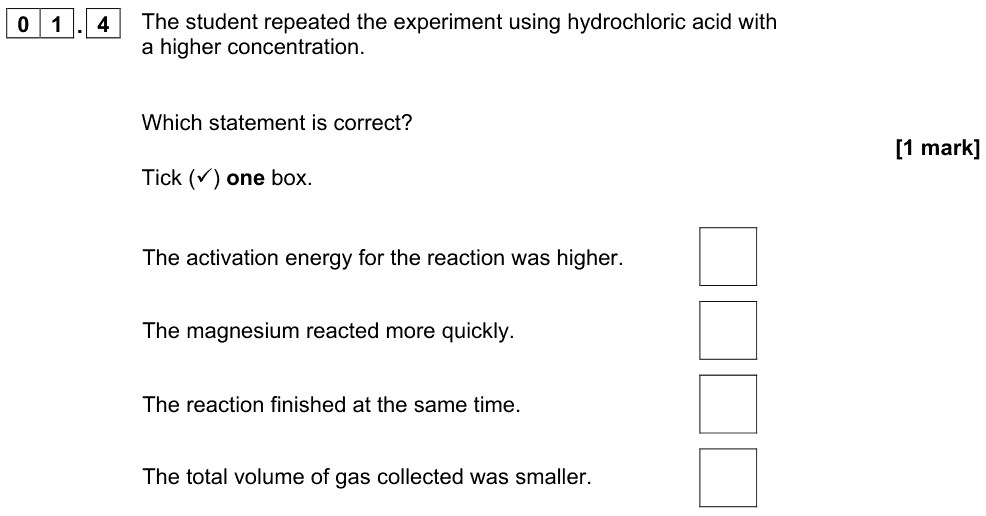 0 1 . 4 The student repeated the experiment using hydrochloric acid with
a higher concentration.
Which statement is correct?
[1 mark]
Tick (✓) one box.
The activation energy for the reaction was higher.
The magnesium reacted more quickly.
The reaction finished at the same time.
The total volume of gas collected was smaller.